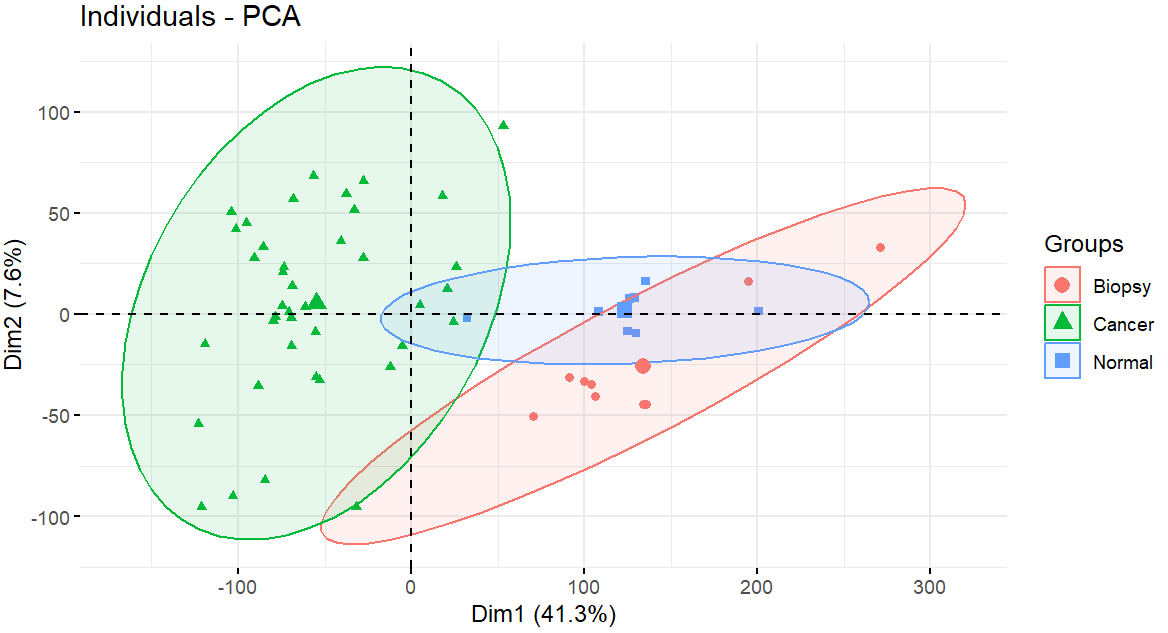 Individuals - PCA
Dim2 (7.6%)
100
50
0
-50
-100
-100 0 100 200 300
Dim1 (41.3%)
Groups
Biopsy
Cancer
Normal